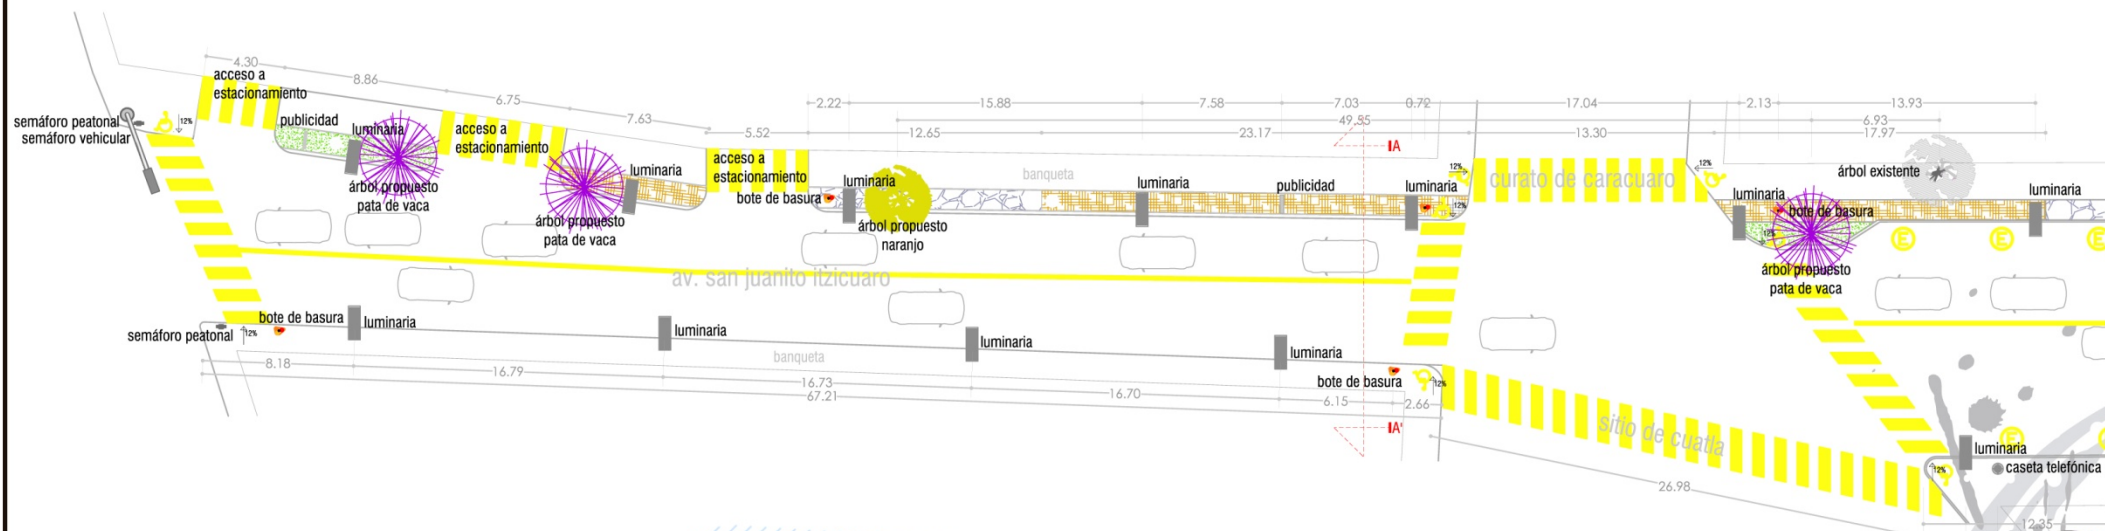 4.30
acceso a
estacionamiento
8.86
6.75
7.63
5.52
semáforo peatonal
semáforo vehicular
12%
publicidad
luminaria
árbol propuesto
pata de vaca
acceso a
estacionamiento
luminaria
árbol propuesto
pata de vaca
acceso a
estacionamiento
2.22
15.88
7.58
7.03
0.72
17.04
2.13
13.93
49.55
6.93
12.65
23.17
13.30
17.97
IA
bote de basura
luminaria
árbol propuesto
naranjo
banqueta
luminaria
publicidad
luminaria
12%
12%
curato de caracuaro
12%
luminaria
bote de basura
12%
árbol propuesto
pata de vaca
árbol existente
luminaria
E
E
E
av. san juanito itzicuaro
semáforo peatonal
12%
bote de basura
luminaria
luminaria
luminaria
luminaria
banqueta
bote de basura
12%
8.18
16.79
16.73
16.70
6.15
2.66
67.21
IA'
sitio de cuatla
26.98
E
luminaria
caseta telefónica
12%
12.35